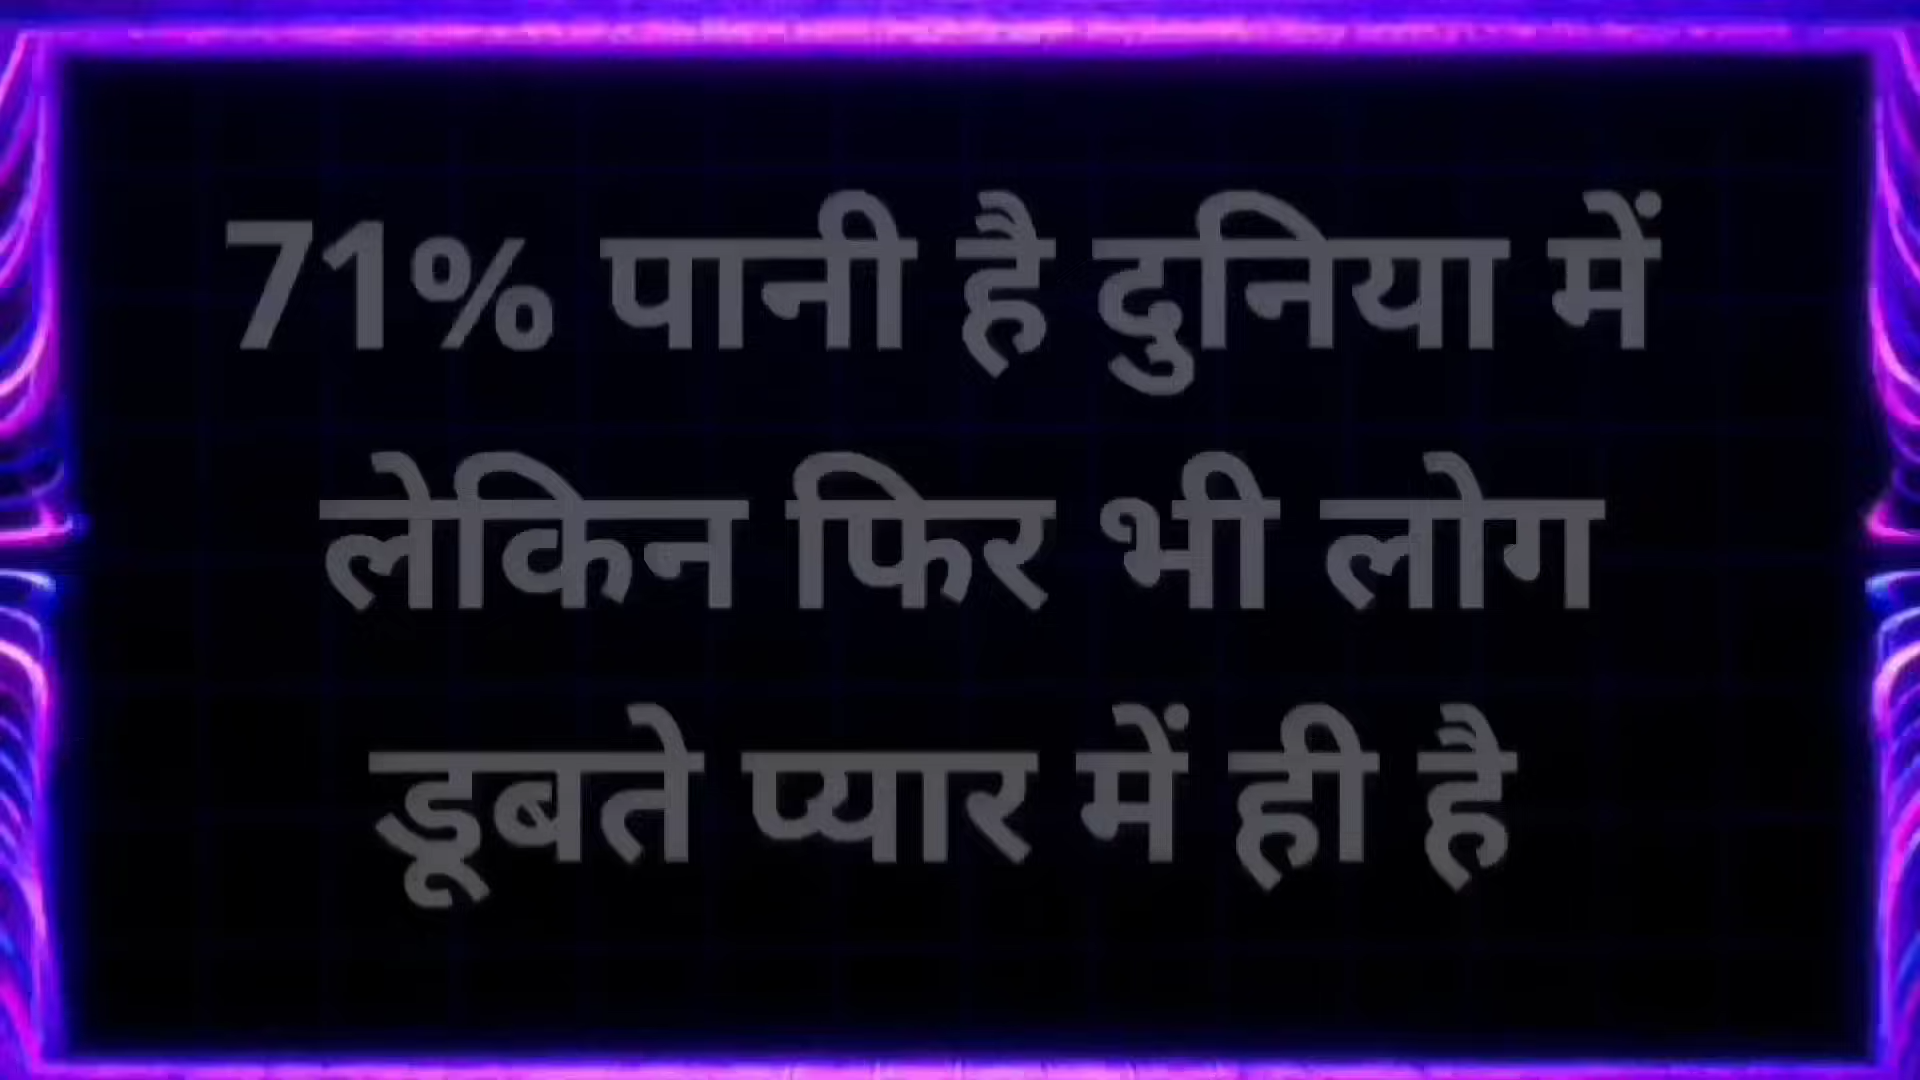 71% पानी है दुनिया में
लेकिन फिर भी लोग
डूबते प्यार में ही है